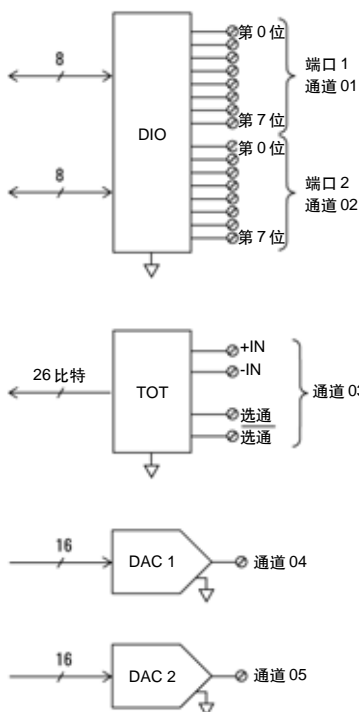 8
第 0 位
端口 1
通道 01
DIO
第 7 位
第 0 位
8
端口 2
通道 02
第 7 位
26 比特
TOT
+IN
-IN
通道 03
选通
选通
16
DAC 1
通道 04
16
DAC 2
通道 05